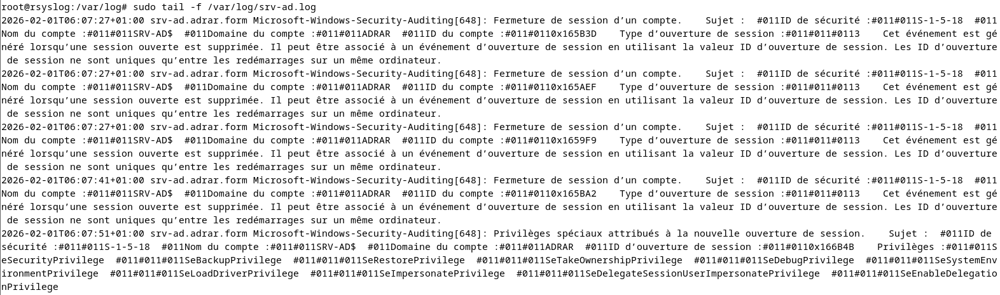 root@rsyslog:/var/log# sudo tail -f /var/log/srv-ad.log
2026-02-01T06:07:27+01:00 srv-ad.adrar.form Microsoft-Windows-Security-Auditing[648]: Fermeture de session d’un compte.    Sujet :  #011ID de sécurité :#011#011S-1-5-18  #011
Nom du compte :#011#011SRV-AD$  #011Domaine du compte :#011#011ADRAR  #011ID du compte :#011#0110x165B3D    Type d’ouverture de session :#011#011#0113    Cet événement est gé
néré lorsqu’une session ouverte est supprimée. Il peut être associé à un événement d’ouverture de session en utilisant la valeur ID d’ouverture de session. Les ID d’ouverture
 de session ne sont uniques qu’entre les redémarrages sur un même ordinateur.
2026-02-01T06:07:27+01:00 srv-ad.adrar.form Microsoft-Windows-Security-Auditing[648]: Fermeture de session d’un compte.    Sujet :  #011ID de sécurité :#011#011S-1-5-18  #011
Nom du compte :#011#011SRV-AD$  #011Domaine du compte :#011#011ADRAR  #011ID du compte :#011#0110x165AEF    Type d’ouverture de session :#011#011#0113    Cet événement est gé
néré lorsqu’une session ouverte est supprimée. Il peut être associé à un événement d’ouverture de session en utilisant la valeur ID d’ouverture de session. Les ID d’ouverture
 de session ne sont uniques qu’entre les redémarrages sur un même ordinateur.
2026-02-01T06:07:27+01:00 srv-ad.adrar.form Microsoft-Windows-Security-Auditing[648]: Fermeture de session d’un compte.    Sujet :  #011ID de sécurité :#011#011S-1-5-18  #011
Nom du compte :#011#011SRV-AD$  #011Domaine du compte :#011#011ADRAR  #011ID du compte :#011#0110x1659F9    Type d’ouverture de session :#011#011#0113    Cet événement est gé
néré lorsqu’une session ouverte est supprimée. Il peut être associé à un événement d’ouverture de session en utilisant la valeur ID d’ouverture de session. Les ID d’ouverture
 de session ne sont uniques qu’entre les redémarrages sur un même ordinateur.
2026-02-01T06:07:41+01:00 srv-ad.adrar.form Microsoft-Windows-Security-Auditing[648]: Fermeture de session d’un compte.    Sujet :  #011ID de sécurité :#011#011S-1-5-18  #011
Nom du compte :#011#011SRV-AD$  #011Domaine du compte :#011#011ADRAR  #011ID du compte :#011#0110x165BA2    Type d’ouverture de session :#011#011#0113    Cet événement est gé
néré lorsqu’une session ouverte est supprimée. Il peut être associé à un événement d’ouverture de session en utilisant la valeur ID d’ouverture de session. Les ID d’ouverture
 de session ne sont uniques qu’entre les redémarrages sur un même ordinateur.
2026-02-01T06:07:51+01:00 srv-ad.adrar.form Microsoft-Windows-Security-Auditing[648]: Privilèges spéciaux attribués à la nouvelle ouverture de session.    Sujet :  #011ID de
sécurité :#011#011S-1-5-18  #011Nom du compte :#011#011SRV-AD$  #011Domaine du compte :#011#011ADRAR  #011ID d’ouverture de session :#011#0110x166B4B    Privilèges :#011#011S
eSecurityPrivilege  #011#011#011SeBackupPrivilege  #011#011#011SeRestorePrivilege  #011#011#011SeTakeOwnershipPrivilege  #011#011#011SeDebugPrivilege  #011#011#011SeSystemEnv
ironmentPrivilege  #011#011#011SeLoadDriverPrivilege  #011#011#011SeImpersonatePrivilege  #011#011#011SeDelegateSessionUserImpersonatePrivilege  #011#011#011SeEnableDelegatio
nPrivilege